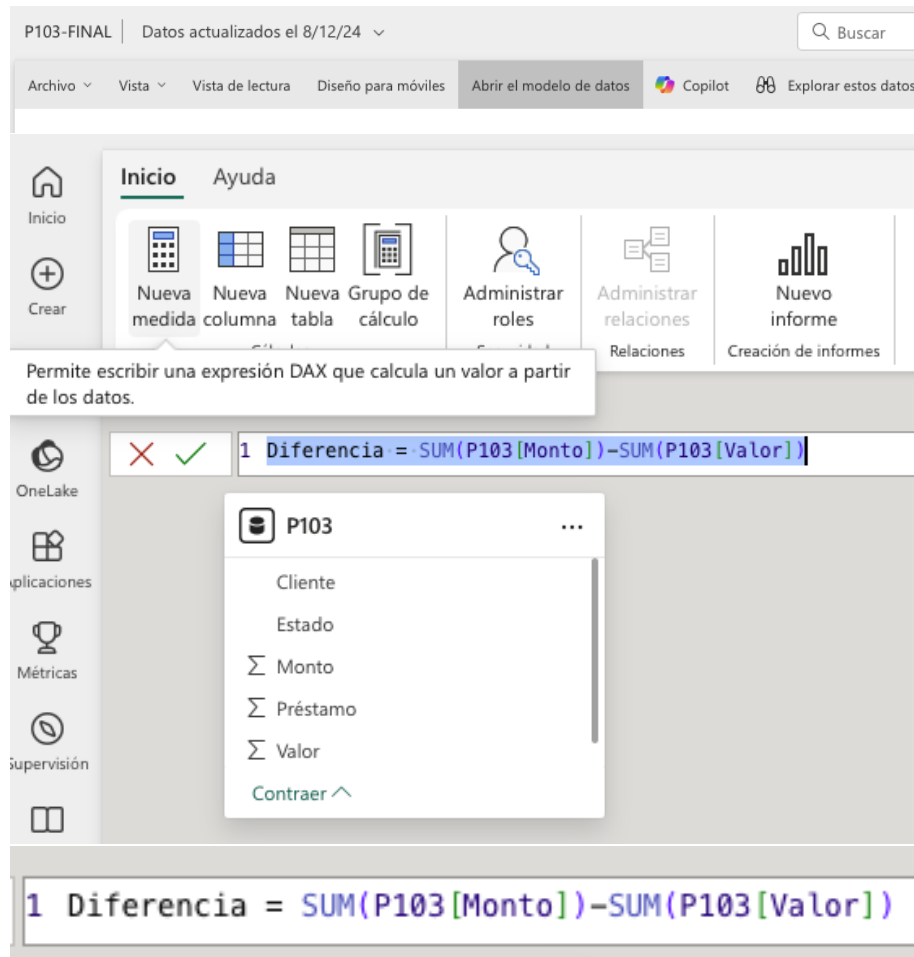 P103-FINAL | Datos actualizados el 8/12/24
Buscar
Archivo Vista Vista de lectura Diseño para móviles Abrir el modelo de datos Copilot Explorar estos datos
Inicio
Crear
OneLake
plicaciones
Métricas
Supervisión
Inicio Ayuda
Nueva medida
Nueva columna
Nueva tabla
Grupo de cálculo
Administrar roles
Administrar relaciones
Nuevo informe
Relaciones
Creación de informes
Permite escribir una expresión DAX que calcula un valor a partir
de los datos.
1 Diferencia = SUM(P103[Monto])-SUM(P103[Valor])
P103 ...
Cliente
Estado
∑ Monto
∑ Préstamo
∑ Valor
Contraer
1 Diferencia = SUM(P103[Monto])-SUM(P103[Valor])